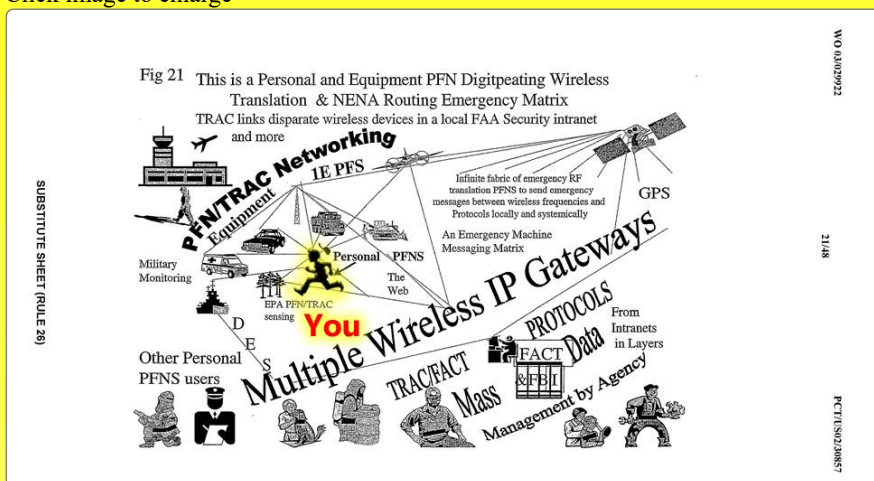 Click image to enlarge
WO 03/029922
Fig 21
This is a Personal and Equipment PFN Digitpeating Wireless
Translation & NENA Routing Emergency Matrix
TRAC links disparate wireless devices in a local FAA Security intranet
and more
PFN/TRAC Networking
1E PFS
Equipment
Infinite fabric of emergency RF
translation PFNS to send emergency
messages between wireless frequencies and
Protocols locally and systemically
GPS
An Emergency Machine
Messaging Matrix
Personal PFNS
The
Web
Military
Monitoring
EPA PFN/TRAC
sensing
You
D
E
S
Multiple Wireless IP Gateways
PROTOCOLS
Data
From
Intranets
in Layers
FACT
&FBI
TRAC/FACT
Mass
Management by Agency
Other Personal
PFNS users
SUBSTITUTE SHEET (RULE 26)
21/48
PCT/US02/30857